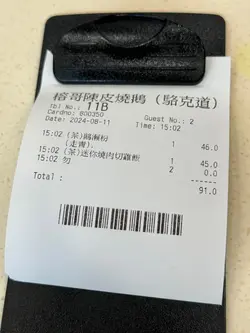 榕哥陳皮燒鵝 (駱克道)
Tbl No.: 11B Guest No.: 2
Cardno: 800350 Time: 15:02
Date: 2024-08-11
15:02 (茶)鵝瀨粉 1 46.0
(走青).
15:02 (茶)迷你燒肉切雞飯 1 45.0
15:02 勿 2 0.0
Total : 91.0